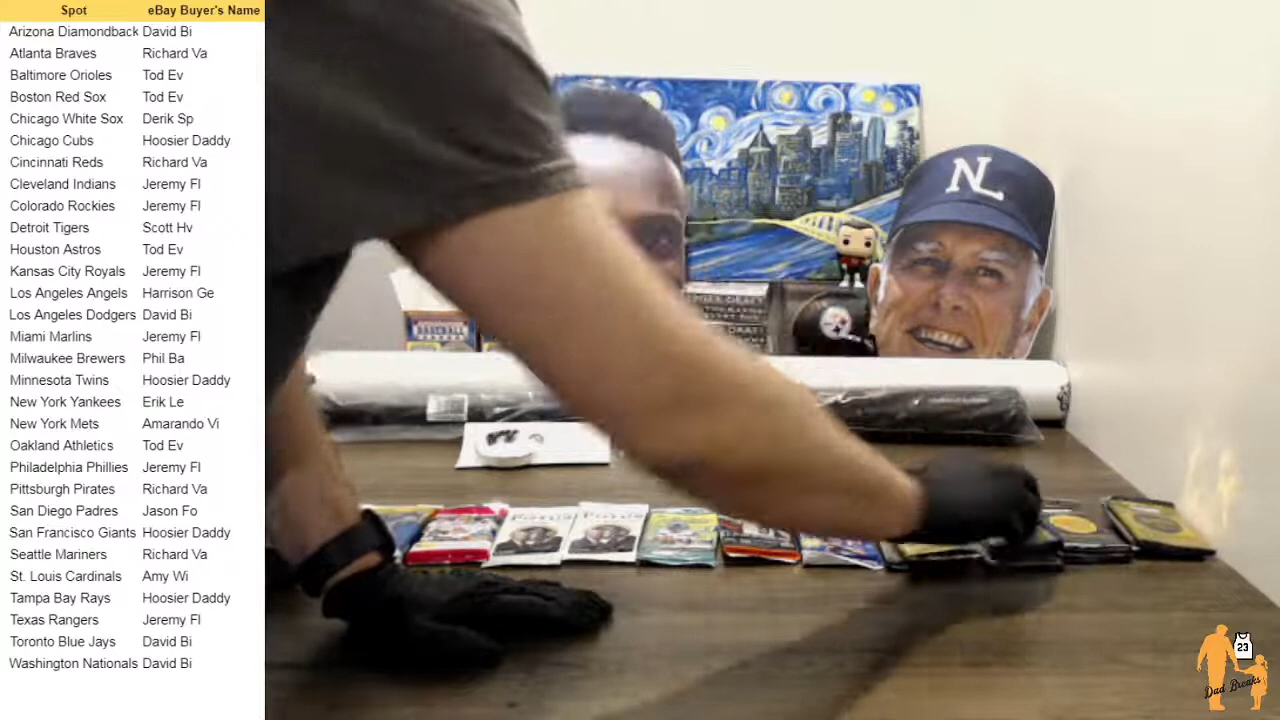 Spot eBay Buyer's Name
Arizona Diamondback David Bi
Atlanta Braves Richard Va
Baltimore Orioles Tod Ev
Boston Red Sox Tod Ev
Chicago White Sox Derik Sp
Chicago Cubs Hoosier Daddy
Cincinnati Reds Richard Va
Cleveland Indians Jeremy Fl
Colorado Rockies Jeremy Fl
Detroit Tigers Scott Hv
Houston Astros Tod Ev
Kansas City Royals Jeremy Fl
Los Angeles Angels Harrison Ge
Los Angeles Dodgers David Bi
Miami Marlins Jeremy Fl
Milwaukee Brewers Phil Ba
Minnesota Twins Hoosier Daddy
New York Yankees Erik Le
New York Mets Amarando Vi
Oakland Athletics Tod Ev
Philadelphia Phillies Jeremy Fl
Pittsburgh Pirates Richard Va
San Diego Padres Jason Fo
San Francisco Giants Hoosier Daddy
Seattle Mariners Richard Va
St. Louis Cardinals Amy Wi
Tampa Bay Rays Hoosier Daddy
Texas Rangers Jeremy Fl
Toronto Blue Jays David Bi
Washington Nationals David Bi
NL
BASEBALL
23
Dad Breaks